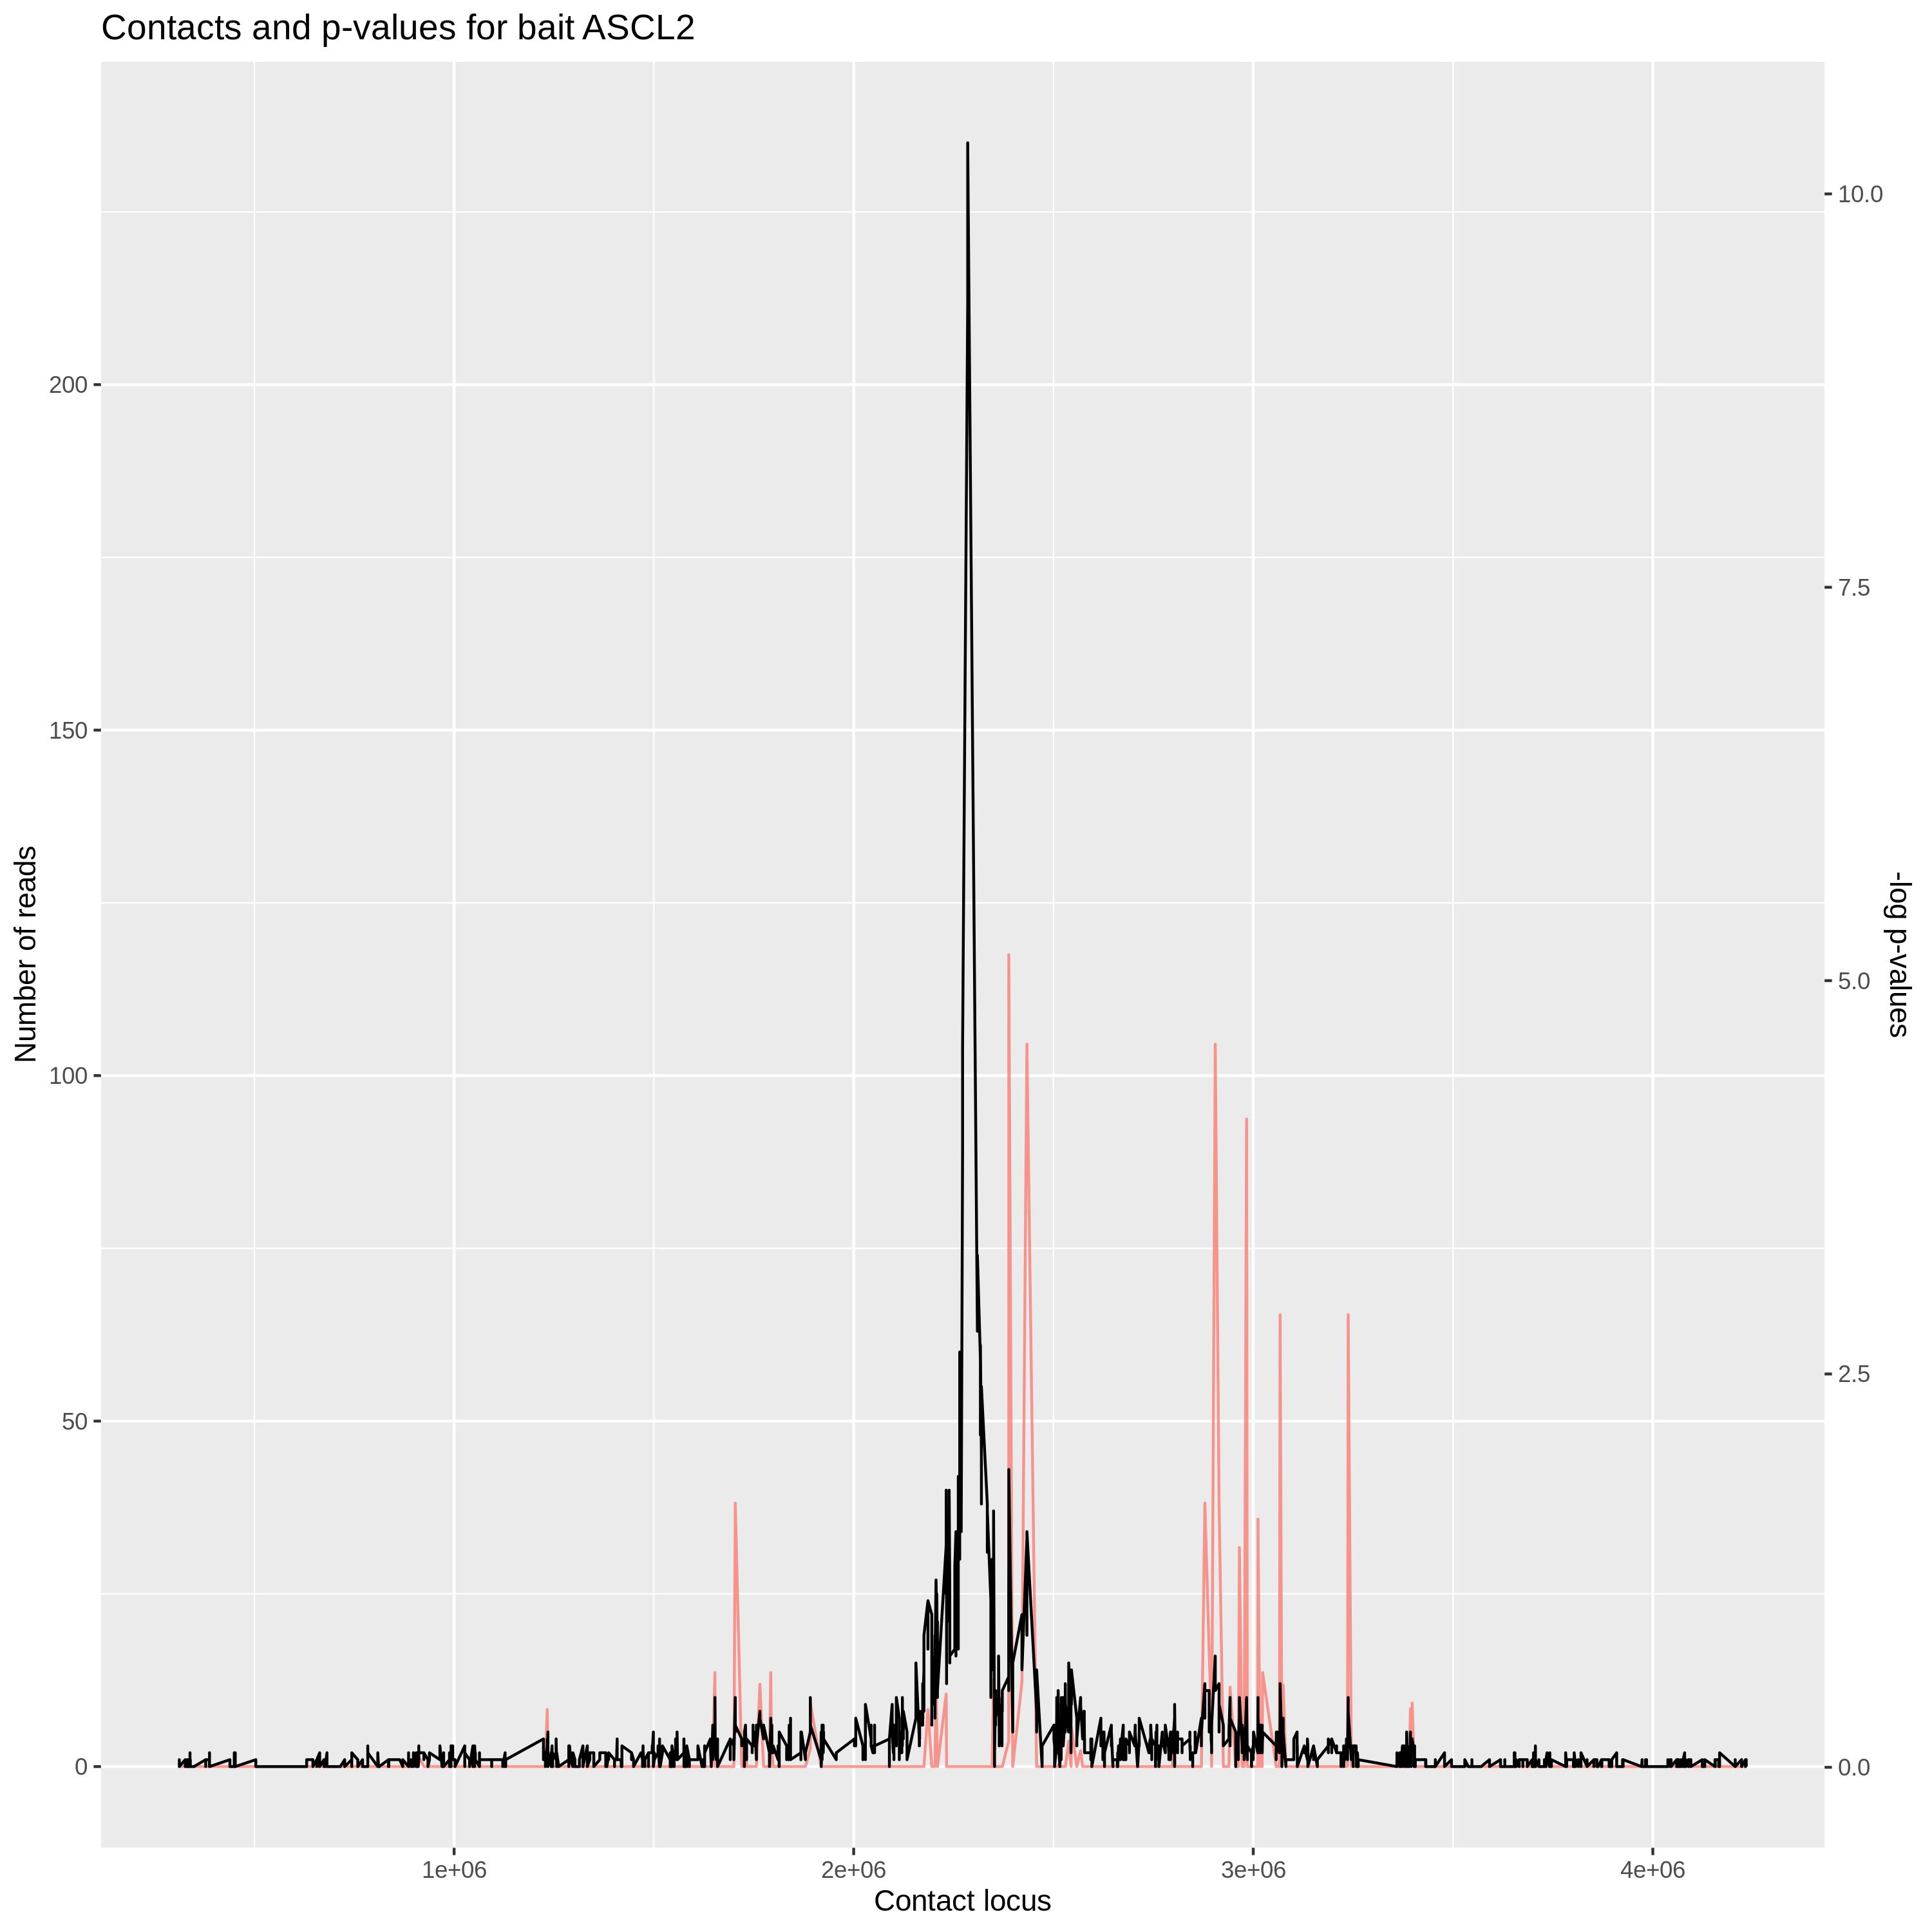 Contacts and p-values for bait ASCL2
Number of reads
200
150
100
50
0
10.0
7.5
5.0
2.5
0.0
-log p-values
1e+06
2e+06
3e+06
4e+06
Contact locus